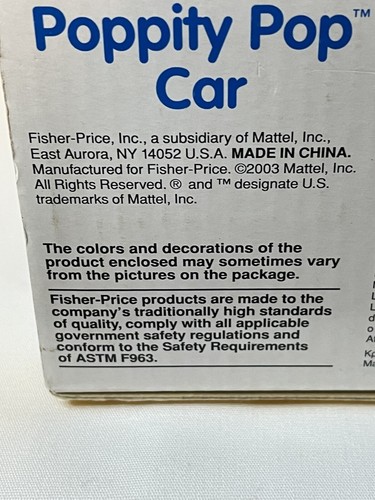 Poppity Pop™
Car
Fisher-Price, Inc., a subsidiary of Mattel, Inc.,
East Aurora, NY 14052 U.S.A. MADE IN CHINA.
Manufactured for Fisher-Price. ©2003 Mattel, Inc.
All Rights Reserved. ® and ™ designate U.S.
trademarks of Mattel, Inc.
The colors and decorations of the
product enclosed may sometimes vary
from the pictures on the package.
Fisher-Price products are made to the
company's traditionally high standards
of quality, comply with all applicable
government safety regulations and
conform to the Safety Requirements
of ASTM F963.